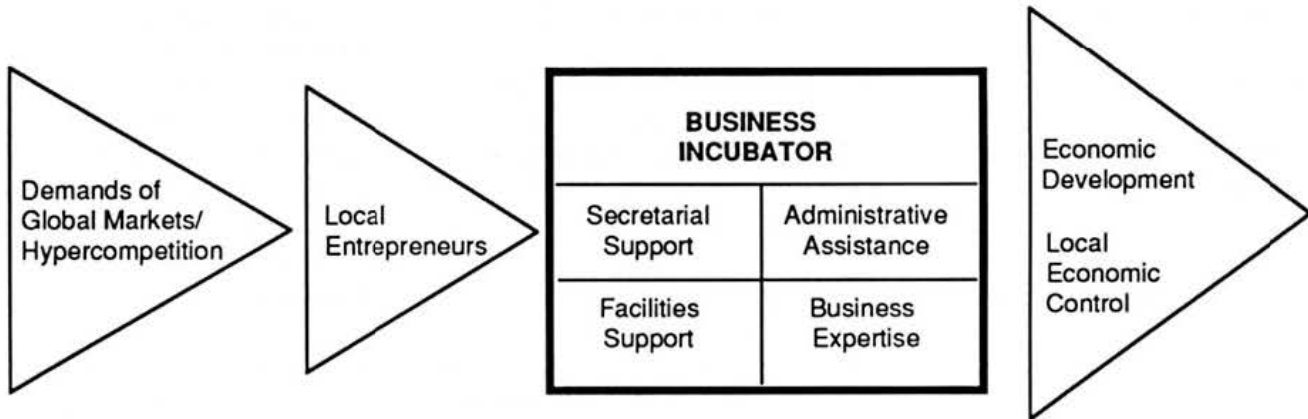 Demands of
Global Markets/
Hypercompetition
Local
Entrepreneurs
BUSINESS
INCUBATOR
Secretarial
Support
Administrative
Assistance
Facilities
Support
Business
Expertise
Economic
Development
Local
Economic
Control